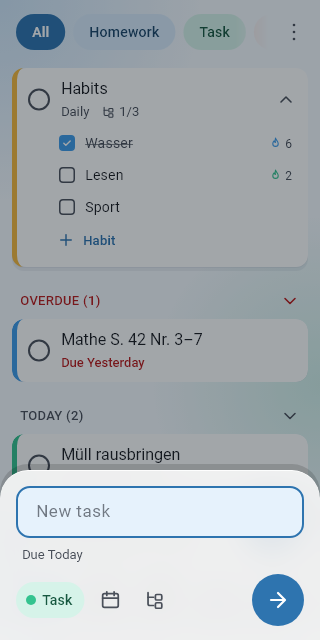 All Homework Task
Habits
Daily 1/3
Wasser 6
Lesen 2
Sport
Habit
OVERDUE (1)
Mathe S. 42 Nr. 3–7
Due Yesterday
TODAY (2)
Müll rausbringen
New task
Due Today
Task